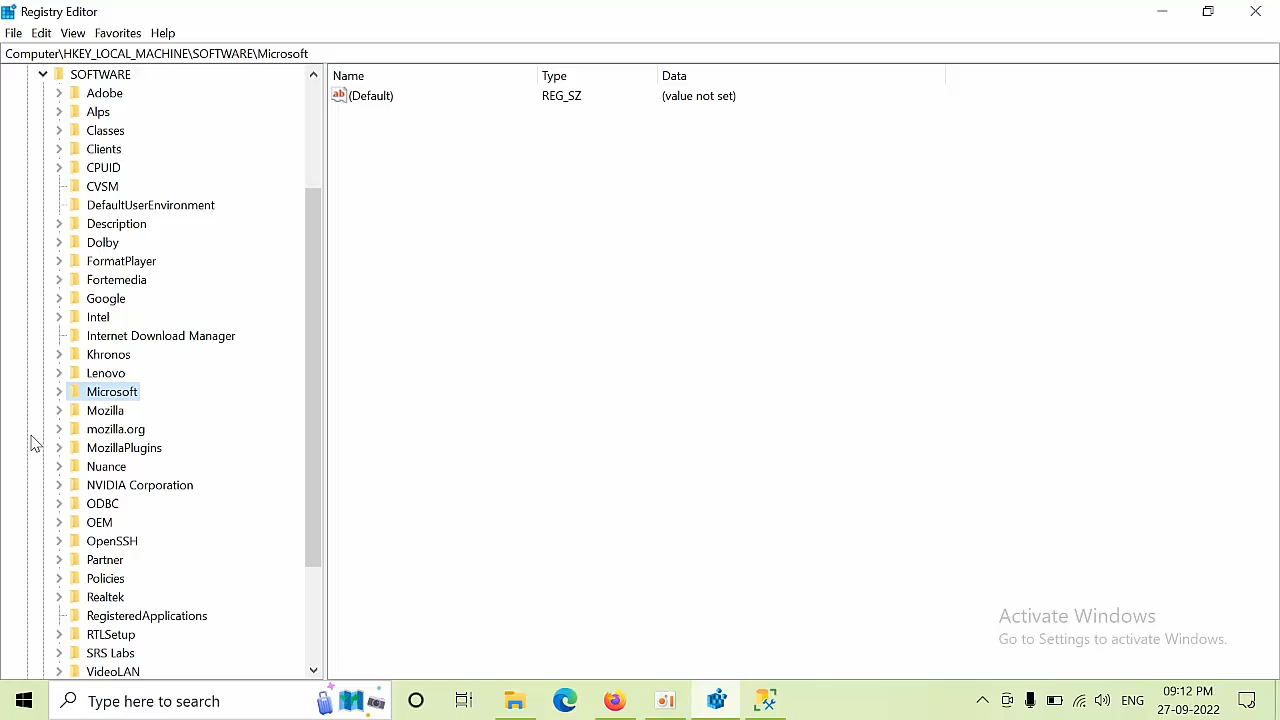 Registry Editor
File Edit View Favorites Help
Computer\HKEY_LOCAL_MACHINE\SOFTWARE\Microsoft
SOFTWARE
Adobe
Alps
Classes
Clients
CPUID
CVSM
DefaultUserEnvironment
Description
Dolby
FormatPlayer
Fortemedia
Google
Intel
Internet Download Manager
Khronos
Lenovo
Microsoft
Mozilla
mozilla.org
MozillaPlugins
Nuance
NVIDIA Corporation
ODBC
OEM
OpenSSH
Partner
Policies
Realtek
RegisteredApplications
RTLSetup
SRS Labs
VideoLAN
Name Type Data
ab (Default) REG_SZ (value not set)
Activate Windows
Go to Settings to activate Windows.
Type here to search
ENG
09:12 PM
27-09-2022